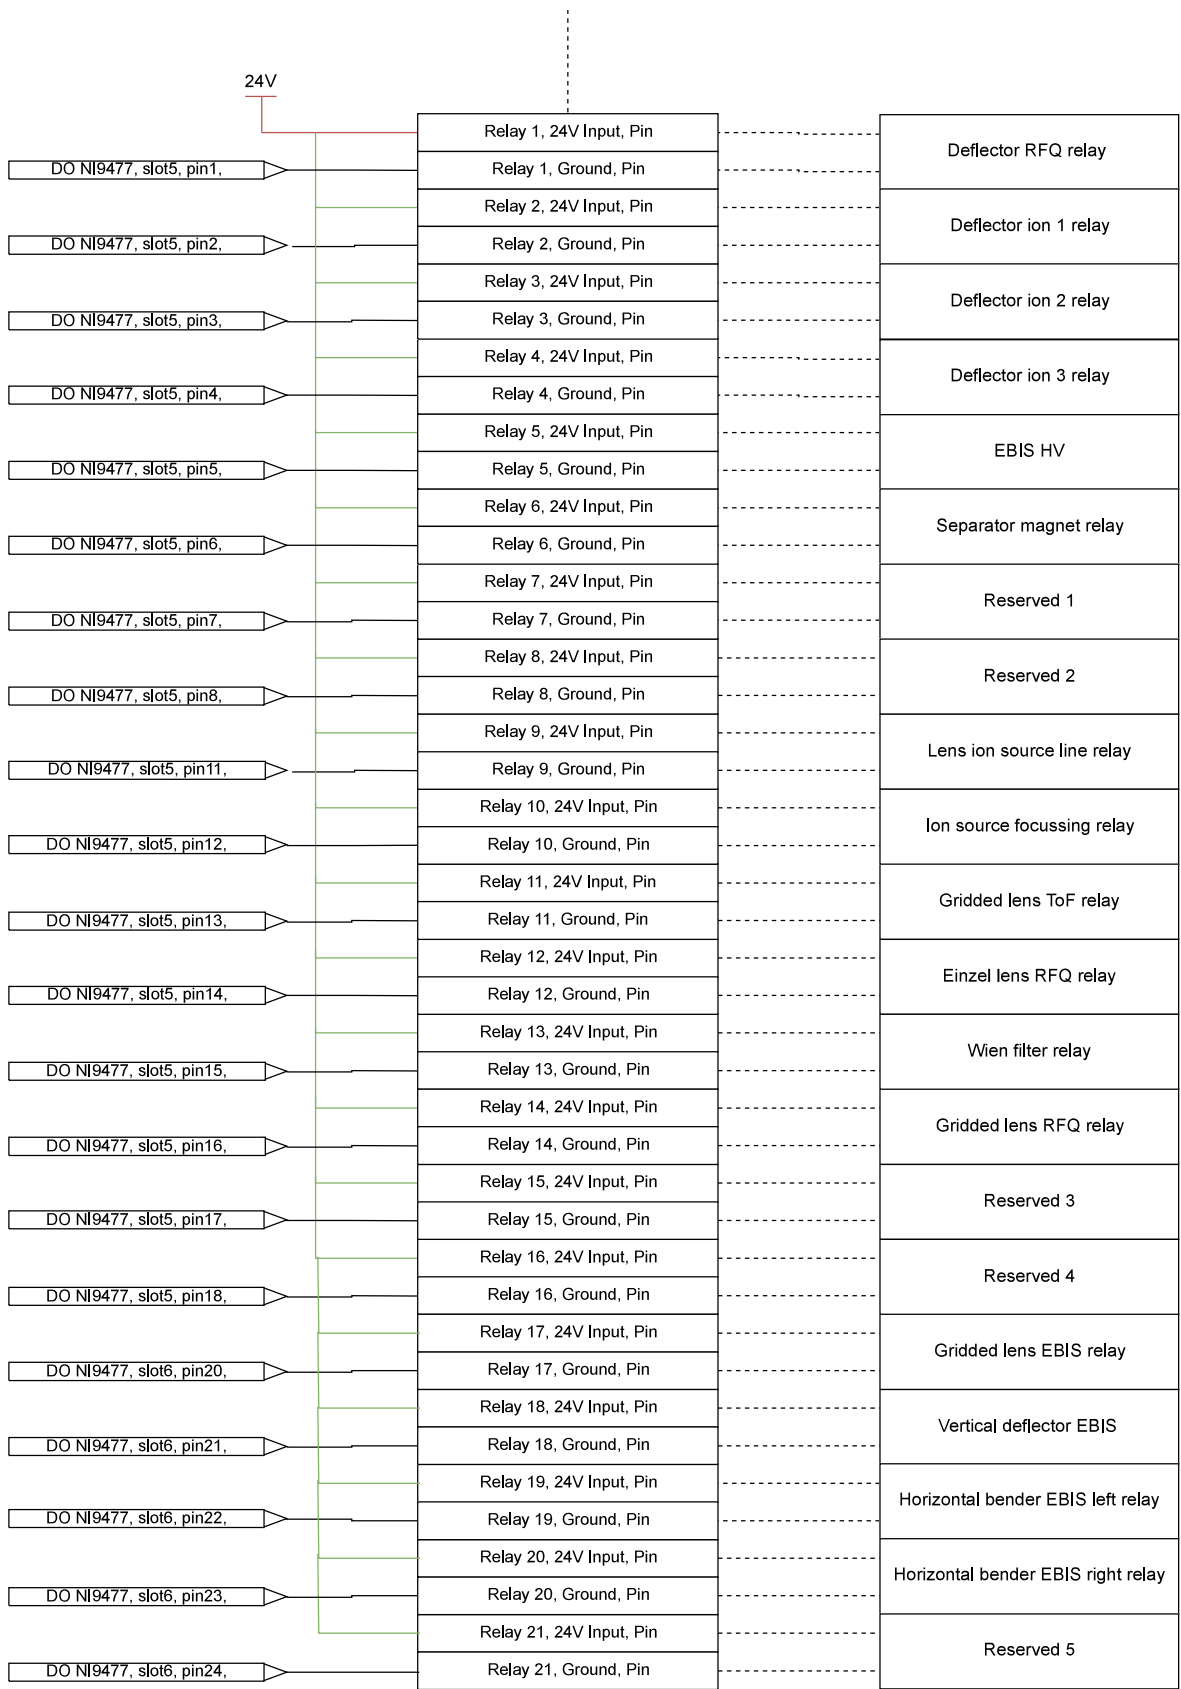 24V
Relay 1, 24V Input, Pin
Deflector RFQ relay
DO NI9477, slot5, pin1,
Relay 1, Ground, Pin
Relay 2, 24V Input, Pin
Deflector ion 1 relay
DO NI9477, slot5, pin2,
Relay 2, Ground, Pin
Relay 3, 24V Input, Pin
Deflector ion 2 relay
DO NI9477, slot5, pin3,
Relay 3, Ground, Pin
Relay 4, 24V Input, Pin
Deflector ion 3 relay
DO NI9477, slot5, pin4,
Relay 4, Ground, Pin
Relay 5, 24V Input, Pin
EBIS HV
DO NI9477, slot5, pin5,
Relay 5, Ground, Pin
Relay 6, 24V Input, Pin
Separator magnet relay
DO NI9477, slot5, pin6,
Relay 6, Ground, Pin
Relay 7, 24V Input, Pin
Reserved 1
DO NI9477, slot5, pin7,
Relay 7, Ground, Pin
Relay 8, 24V Input, Pin
Reserved 2
DO NI9477, slot5, pin8,
Relay 8, Ground, Pin
Relay 9, 24V Input, Pin
Lens ion source line relay
DO NI9477, slot5, pin11,
Relay 9, Ground, Pin
Relay 10, 24V Input, Pin
Ion source focussing relay
DO NI9477, slot5, pin12,
Relay 10, Ground, Pin
Relay 11, 24V Input, Pin
Gridded lens ToF relay
DO NI9477, slot5, pin13,
Relay 11, Ground, Pin
Relay 12, 24V Input, Pin
Einzel lens RFQ relay
DO NI9477, slot5, pin14,
Relay 12, Ground, Pin
Relay 13, 24V Input, Pin
Wien filter relay
DO NI9477, slot5, pin15,
Relay 13, Ground, Pin
Relay 14, 24V Input, Pin
Gridded lens RFQ relay
DO NI9477, slot5, pin16,
Relay 14, Ground, Pin
Relay 15, 24V Input, Pin
Reserved 3
DO NI9477, slot5, pin17,
Relay 15, Ground, Pin
Relay 16, 24V Input, Pin
Reserved 4
DO NI9477, slot5, pin18,
Relay 16, Ground, Pin
Relay 17, 24V Input, Pin
Gridded lens EBIS relay
DO NI9477, slot6, pin20,
Relay 17, Ground, Pin
Relay 18, 24V Input, Pin
Vertical deflector EBIS
DO NI9477, slot6, pin21,
Relay 18, Ground, Pin
Relay 19, 24V Input, Pin
Horizontal bender EBIS left relay
DO NI9477, slot6, pin22,
Relay 19, Ground, Pin
Relay 20, 24V Input, Pin
Horizontal bender EBIS right relay
DO NI9477, slot6, pin23,
Relay 20, Ground, Pin
Relay 21, 24V Input, Pin
Reserved 5
DO NI9477, slot6, pin24,
Relay 21, Ground, Pin